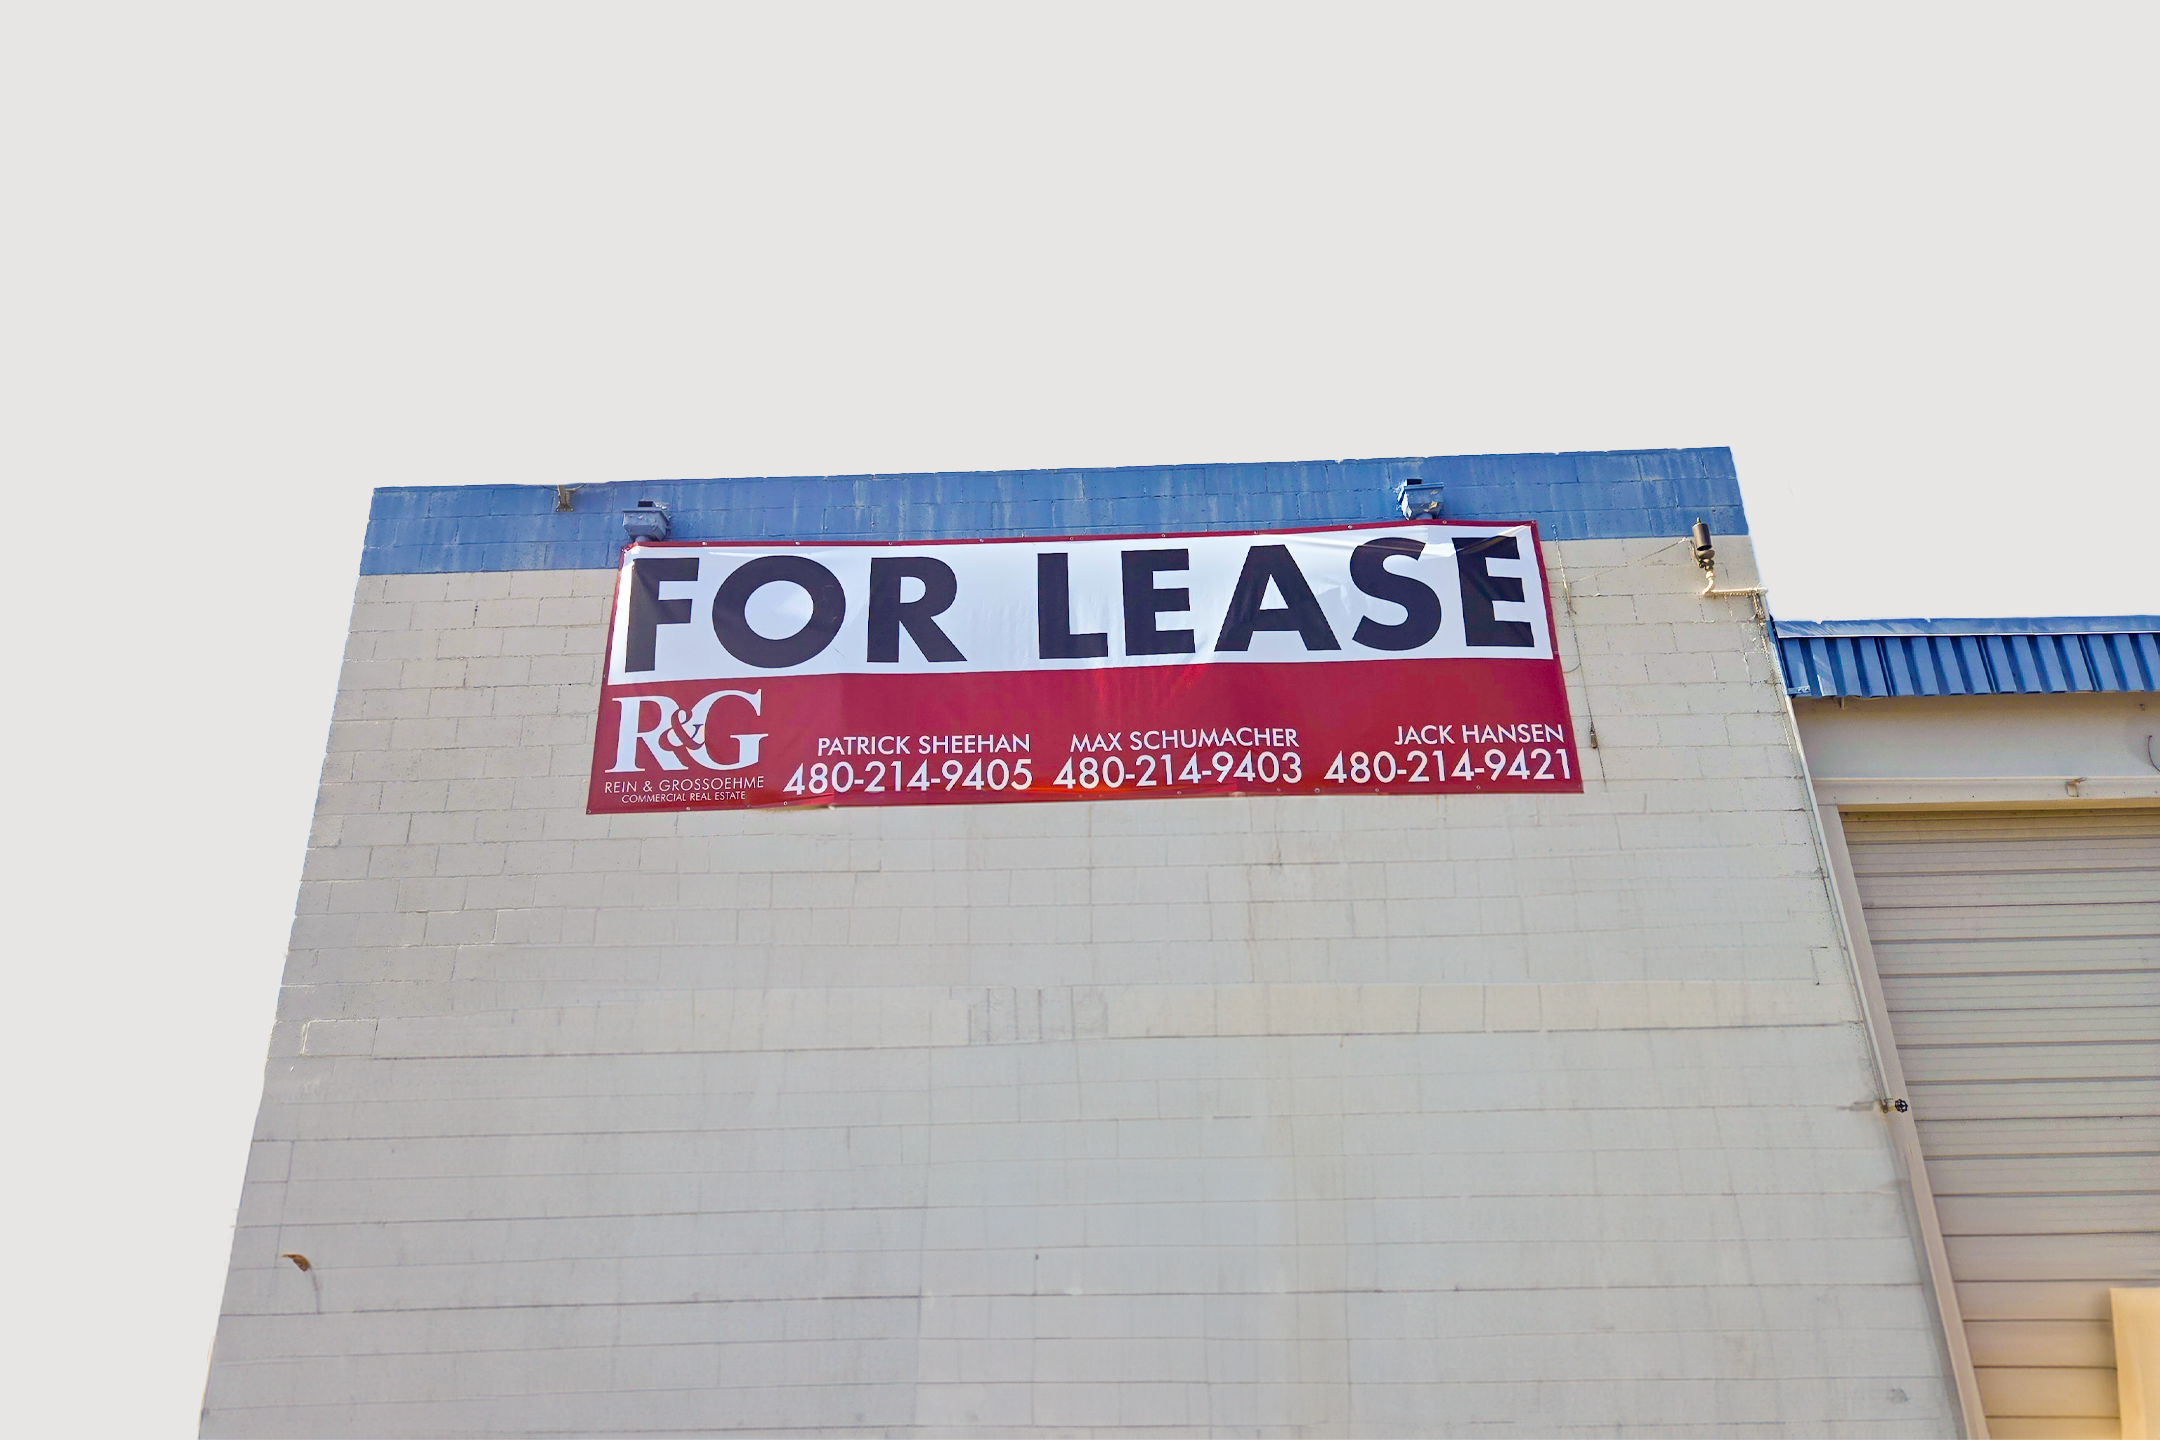 FOR LEASE
R&G
REIN & GROSSOEHME
COMMERCIAL REAL ESTATE
PATRICK SHEEHAN
480-214-9405
MAX SCHUMACHER
480-214-9403
JACK HANSEN
480-214-9421